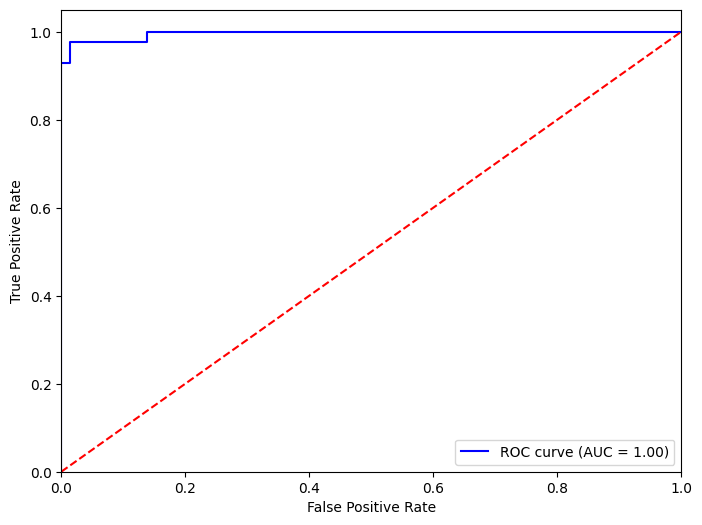 1.0
0.8
0.6
0.4
0.2
0.0
True Positive Rate
ROC curve (AUC = 1.00)
0.0 0.2 0.4 0.6 0.8 1.0
False Positive Rate